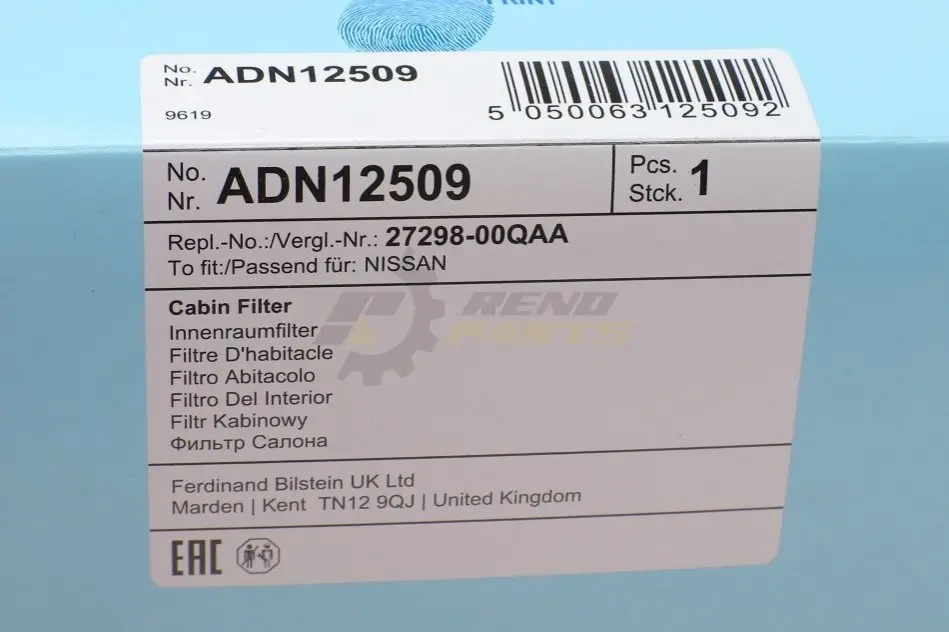 PRINT
No. ADN12509
Nr.
9619
5 050063 125092
No. ADN12509
Nr.
Pcs. 1
Stck.
Repl.-No.:/Vergl.-Nr.: 27298-00QAA
To fit:/Passend für: NISSAN
Cabin Filter
Innenraumfilter
Filtre D'habitacle
Filtro Abitacolo
Filtro Del Interior
Filtr Kabinowy
Фильтр Салона
RENO
PARTS
Ferdinand Bilstein UK Ltd
Marden | Kent TN12 9QJ | United Kingdom
EAC